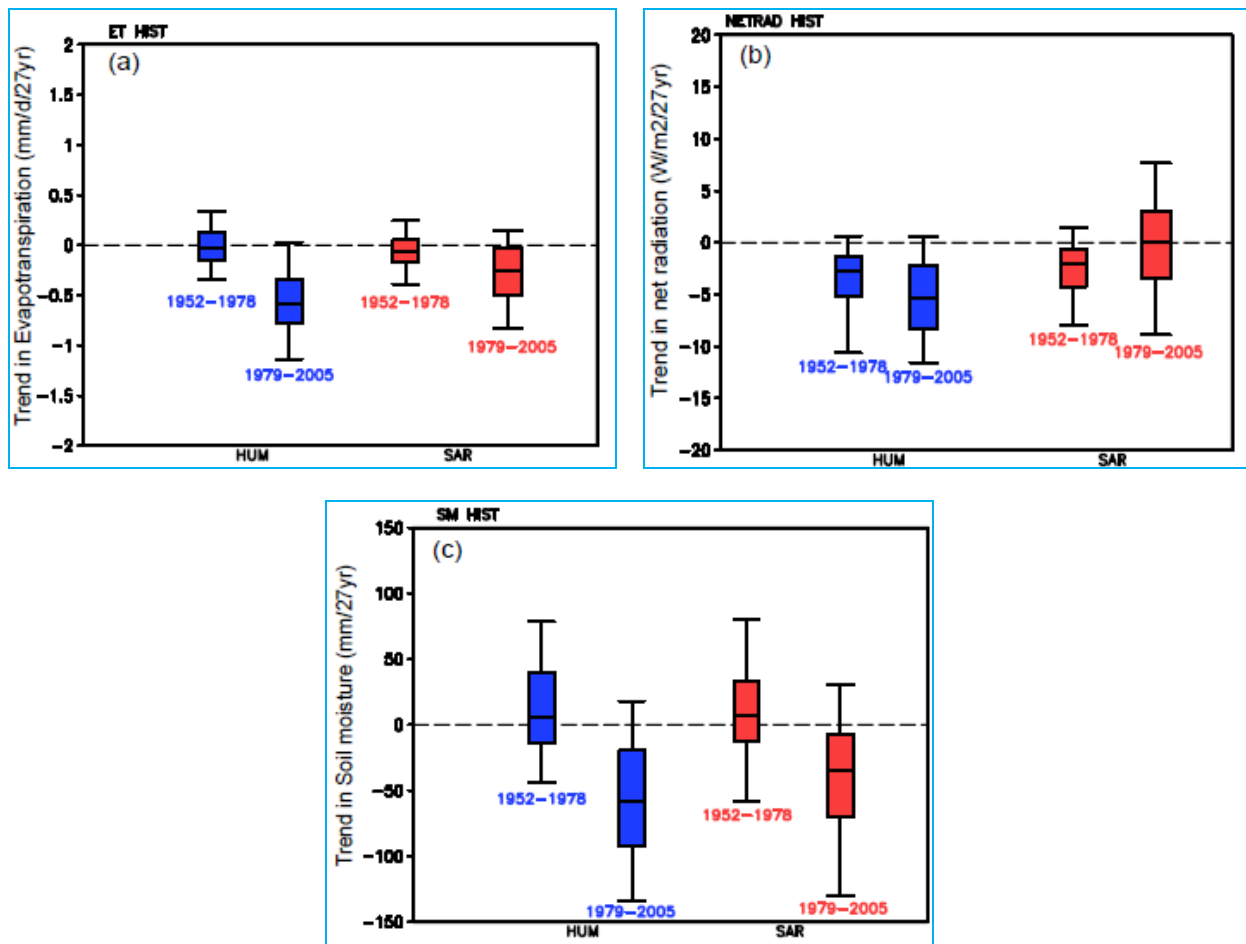 ET HIST
(a)
Trend in Evapotranspiration (mm/d/27yr)
2
1.5
1
0.5
0
−0.5
−1
−1.5
−2
1952−1978
1979−2005
1952−1978
1979−2005
HUM
SAR
NETRAD HIST
(b)
Trend in net radiation (W/m2/27yr)
20
15
10
5
0
−5
−10
−15
−20
1952−1978
1979−2005
1952−1978
1979−2005
HUM
SAR
SM HIST
(c)
Trend in Soil moisture (mm/27yr)
150
100
50
0
−50
−100
−150
1952−1978
1979−2005
1952−1978
1979−2005
HUM
SAR